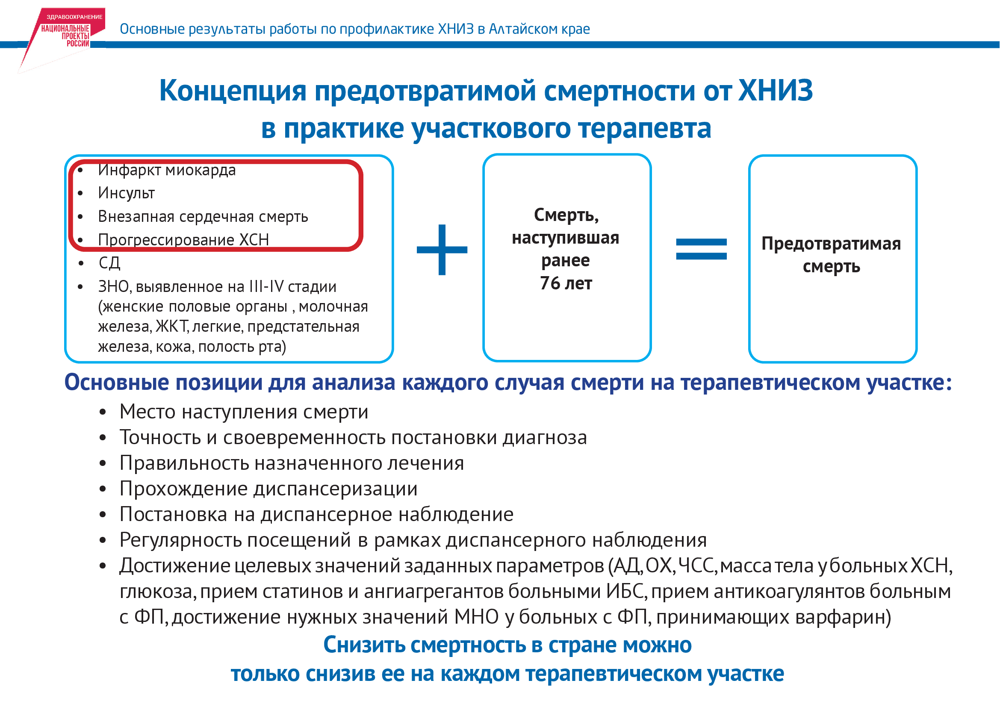 ЗДРАВООХРАНЕНИЕ
НАЦИОНАЛЬНЫЕ
ПРОЕКТЫ
РОССИИ
Основные результаты работы по профилактике ХНИЗ в Алтайском крае
Концепция предотвратимой смертности от ХНИЗ
в практике участкового терапевта
• Инфаркт миокарда
• Инсульт
• Внезапная сердечная смерть
• Прогрессирование ХСН
• СД
• ЗНО, выявленное на III-IV стадии
(женские половые органы , молочная
железа, ЖКТ, легкие, предстательная
железа, кожа, полость рта)
+
Смерть,
наступившая
ранее
76 лет
=
Предотвратимая
смерть
Основные позиции для анализа каждого случая смерти на терапевтическом участке:
• Место наступления смерти
• Точность и своевременность постановки диагноза
• Правильность назначенного лечения
• Прохождение диспансеризации
• Постановка на диспансерное наблюдение
• Регулярность посещений в рамках диспансерного наблюдения
• Достижение целевых значений заданных параметров (АД, ОХ, ЧСС, масса тела у больных ХСН,
глюкоза, прием статинов и ангиагрегантов больными ИБС, прием антикоагулянтов больным
с ФП, достижение нужных значений МНО у больных с ФП, принимающих варфарин)
Снизить смертность в стране можно
только снизив ее на каждом терапевтическом участке